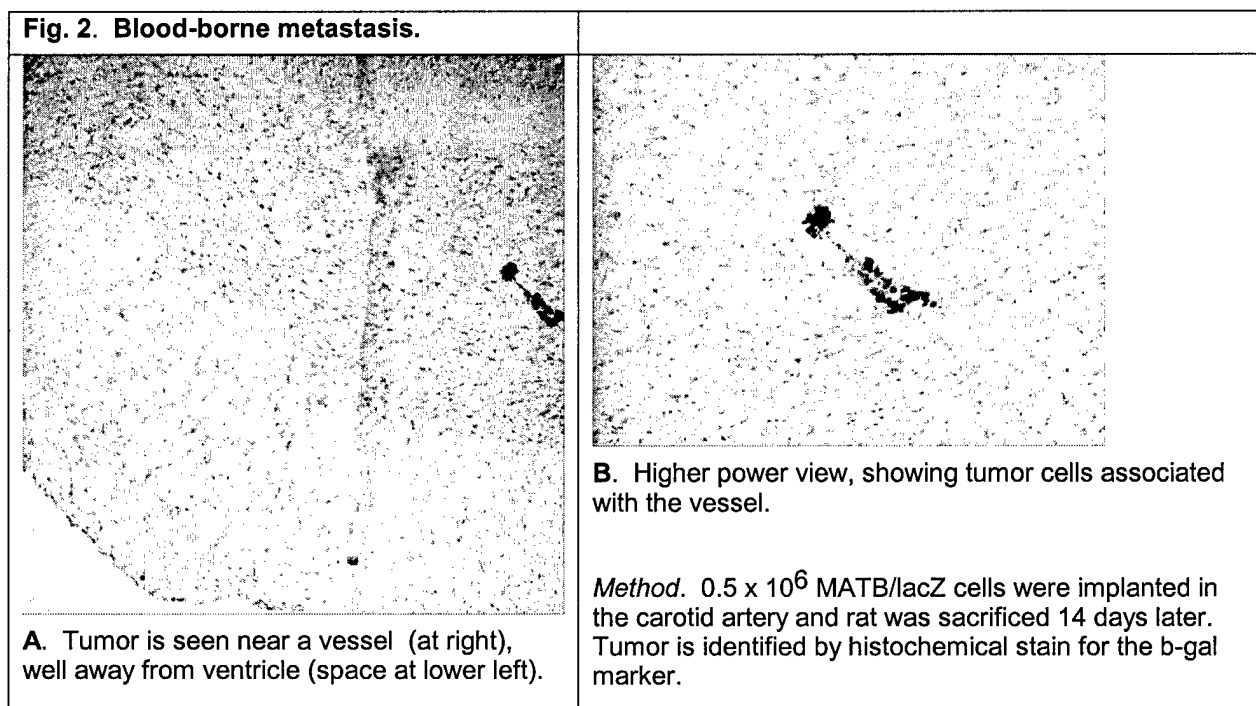 Fig. 2. Blood-borne metastasis.
A. Tumor is seen near a vessel (at right),
well away from ventricle (space at lower left).
B. Higher power view, showing tumor cells associated
with the vessel.
Method. 0.5 x 10⁶ MATB/lacZ cells were implanted in
the carotid artery and rat was sacrificed 14 days later.
Tumor is identified by histochemical stain for the b-gal
marker.